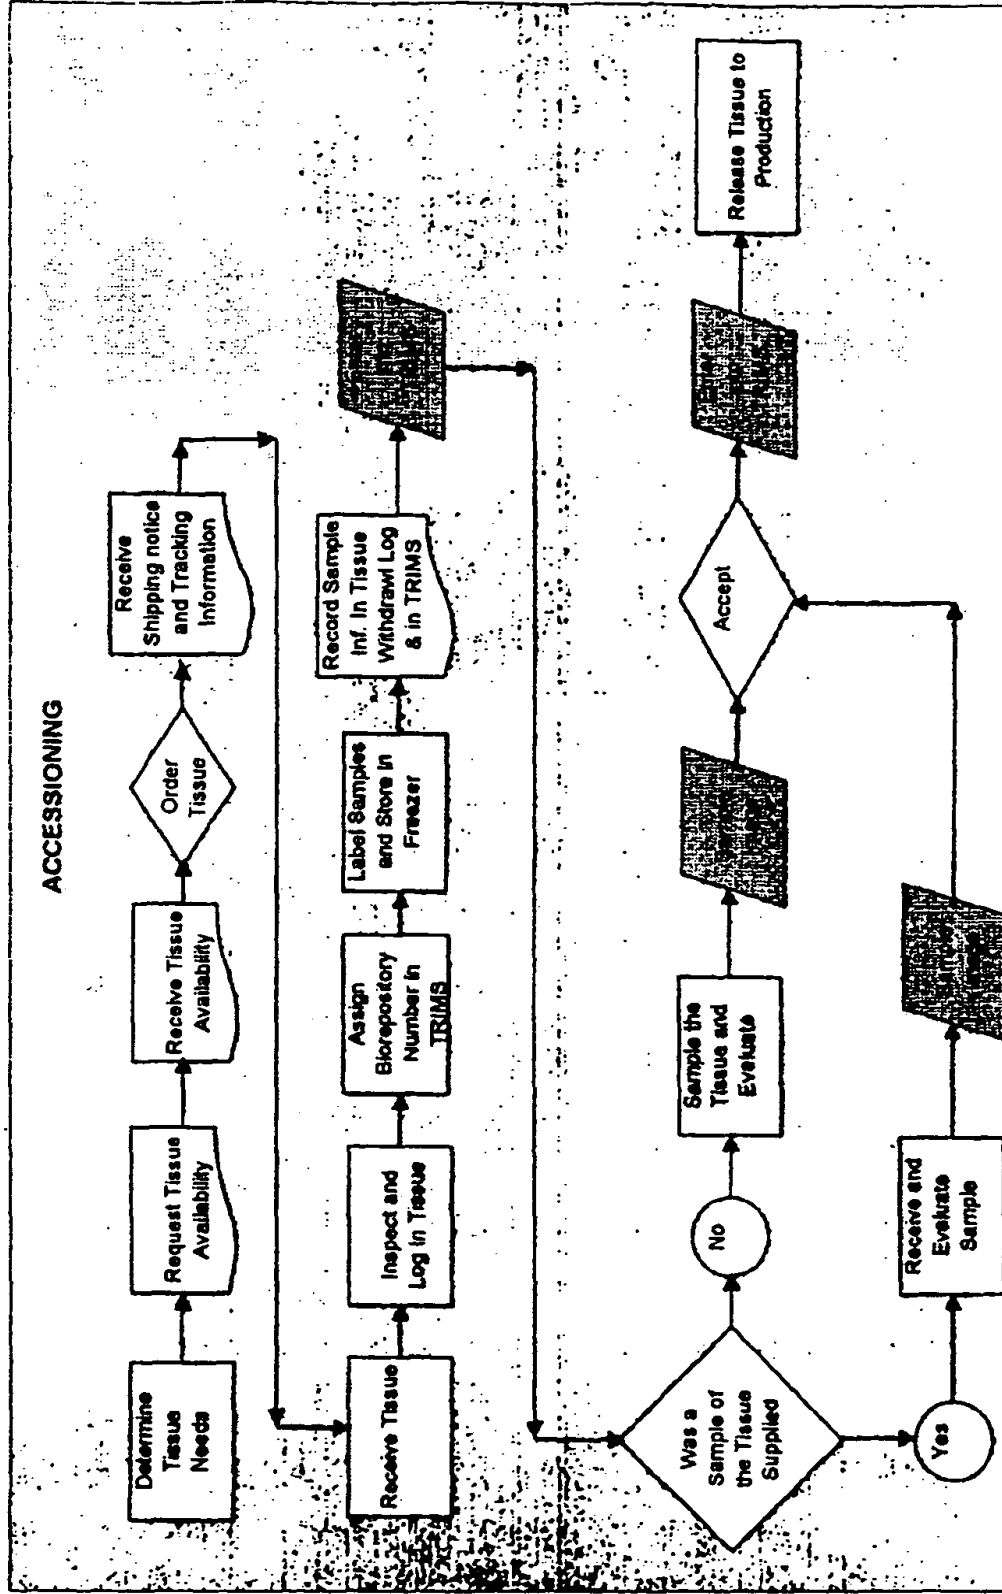 ACCESSIONING
Determine
Tissue
Needs
Request Tissue
Availability
Receive Tissue
Availability
Order
Tissue
Receive
Shipping notice
and Tracking
Information
Receive Tissue
Inspect and
Log In Tissue
Assign
Biorepository
Number In
TRIMS
Label Samples
and Store In
Freezer
Record Sample
Inf. In Tissue
Withdrawl Log
& in TRIMS
Was a
Sample of
the Tissue
Supplied
No
Sample the
Tissue and
Evaluate
Accept
Release Tissue to
Production
Yes
Receive and
Evaluate
Sample